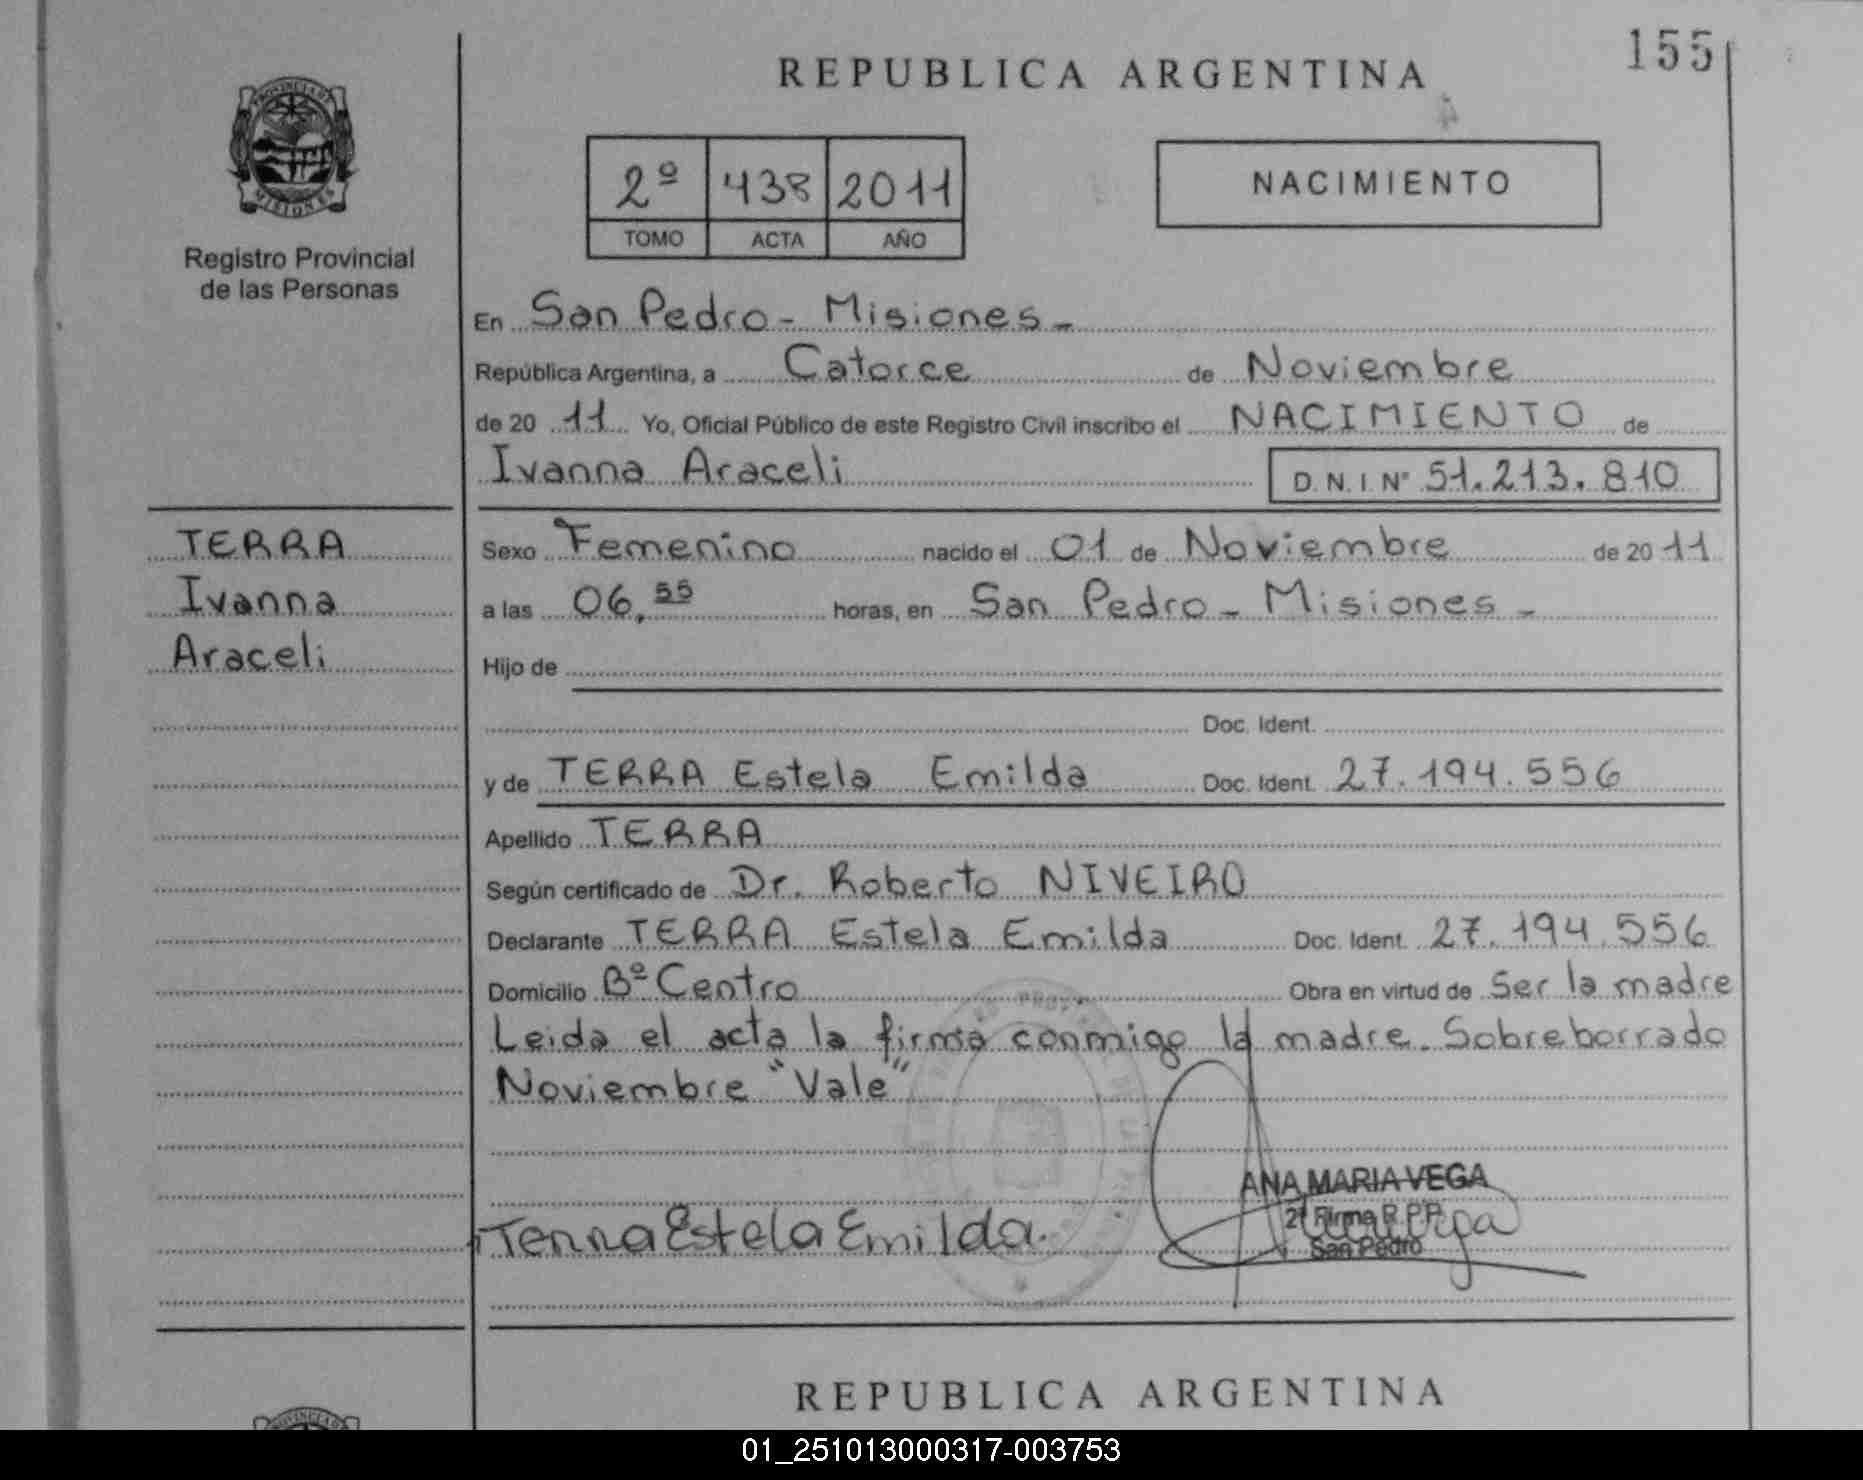 155
REPUBLICA ARGENTINA
PROVINCIA DE
MISIONES
Registro Provincial
de las Personas
2º 438 2011
TOMO ACTA AÑO
NACIMIENTO
En San Pedro - Misiones -
República Argentina, a Catorce de Noviembre
de 20 11 Yo, Oficial Público de este Registro Civil inscribo el NACIMIENTO de
Ivanna Araceli D.N.I. Nº 51.213.810
TERRA
Ivanna
Araceli
Sexo Femenino nacido el 01 de Noviembre de 20 11
a las 06,55 horas, en San Pedro - Misiones -
Hijo de
Doc. Ident.
y de TERRA Estela Emilda Doc. Ident. 27.194.556
Apellido TERRA
Según certificado de Dr. Roberto NIVEIRO
Declarante TERRA Estela Emilda Doc. Ident. 27.194.556
Domicilio Bº Centro Obra en virtud de Ser la madre
Leida el acta la firma conmigo la madre. Sobreborrado
Noviembre "Vale"
ANA MARIA VEGA
2ª Firma R.P.P.
San Pedro
Terra Estela Emilda.
REPUBLICA ARGENTINA
01_251013000317-003753